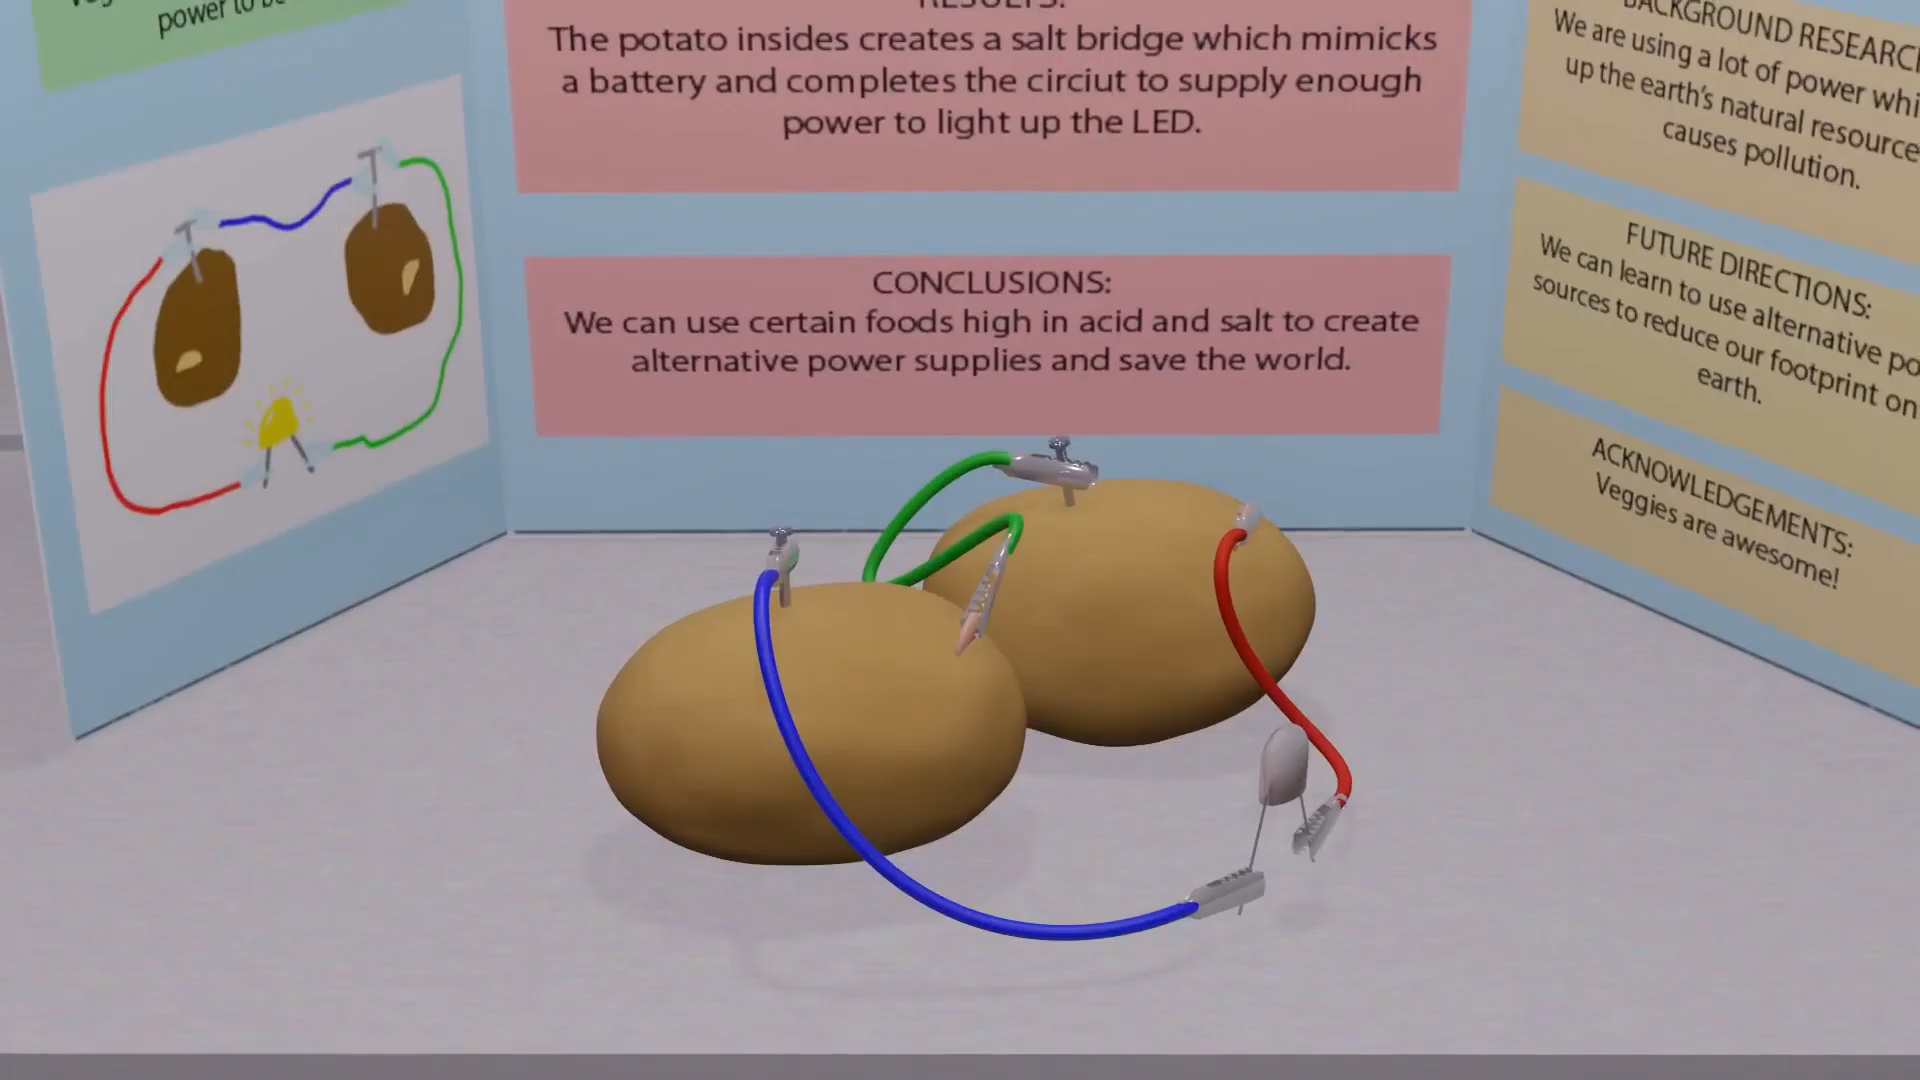 power to be
RESULTS:
The potato insides creates a salt bridge which mimicks
a battery and completes the circiut to supply enough
power to light up the LED.
CONCLUSIONS:
We can use certain foods high in acid and salt to create
alternative power supplies and save the world.
BACKGROUND RESEARCH
We are using a lot of power whi
up the earth's natural resource
causes pollution.
FUTURE DIRECTIONS:
We can learn to use alternative po
sources to reduce our footprint on
earth.
ACKNOWLEDGEMENTS:
Veggies are awesome!